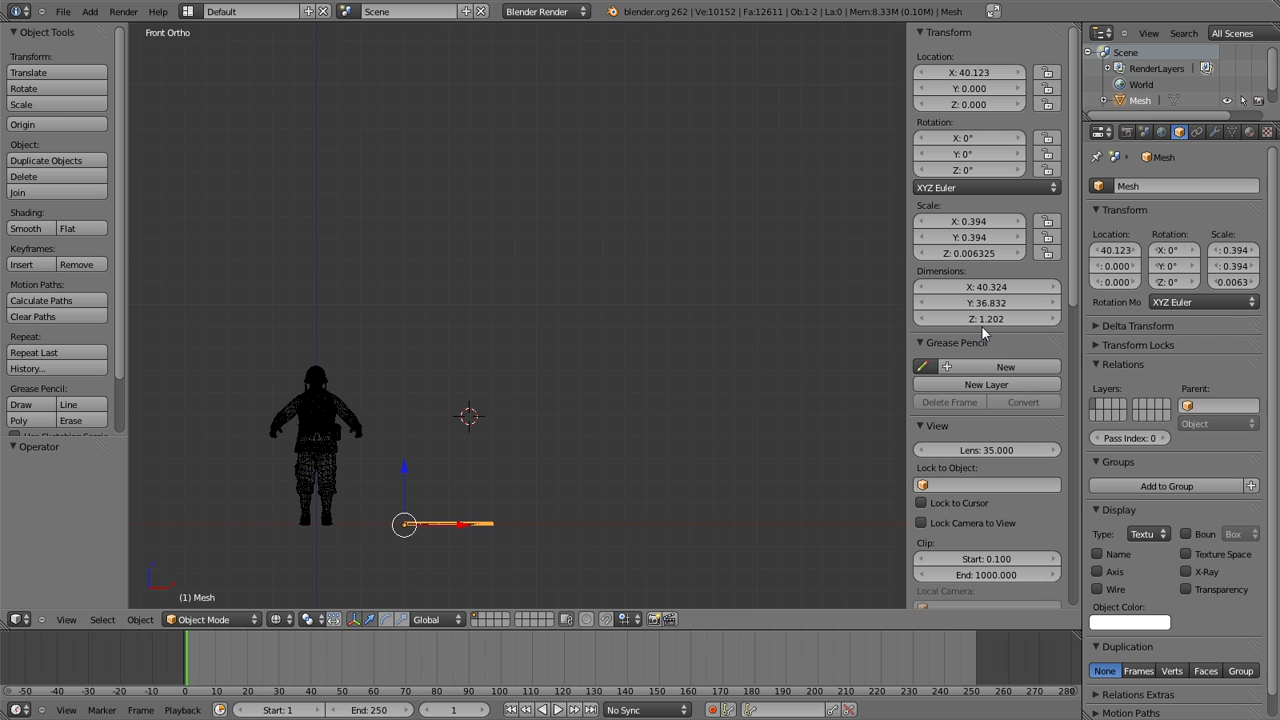 File Add Render Help Default Scene Blender Render blender.org 262 | Ve:10152 | Fa:12611 | Ob:1-2 | La:0 | Mem:8.33M (0.10M) | Mesh
Object Tools
Transform:
Translate
Rotate
Scale
Origin
Object:
Duplicate Objects
Delete
Join
Shading:
Smooth Flat
Keyframes:
Insert Remove
Motion Paths:
Calculate Paths
Clear Paths
Repeat:
Repeat Last
History...
Grease Pencil:
Draw Line
Poly Erase
Operator
Front Ortho
(1) Mesh
Transform
Location:
X: 40.123
Y: 0.000
Z: 0.000
Rotation:
X: 0°
Y: 0°
Z: 0°
XYZ Euler
Scale:
X: 0.394
Y: 0.394
Z: 0.006325
Dimensions:
X: 40.324
Y: 36.832
Z: 1.202
Grease Pencil
New
New Layer
Delete Frame Convert
View
Lens: 35.000
Lock to Object:
Lock to Cursor
Lock Camera to View
Clip:
Start: 0.100
End: 1000.000
Local Camera:
View Search All Scenes
Scene
RenderLayers
World
Mesh
Mesh
Mesh
Transform
Location: Rotation: Scale:
40.123 X: 0° : 0.394
: 0.000 Y: 0° : 0.394
: 0.000 Z: 0° 0.0063
Rotation Mo XYZ Euler
Delta Transform
Transform Locks
Relations
Layers: Parent:
Object
Pass Index: 0
Groups
Add to Group
Display
Type: Textu Boun Box
Name Texture Space
Axis X-Ray
Wire Transparency
Object Color:
Duplication
None Frames Verts Faces Group
Relations Extras
Motion Paths
View Select Object Object Mode Global
-50 -40 -30 -20 -10 0 10 20 30 40 50 60 70 80 90 100 110 120 130 140 150 160 170 180 190 200 210 220 230 240 250 260 270 280
View Marker Frame Playback Start: 1 End: 250 1 No Sync